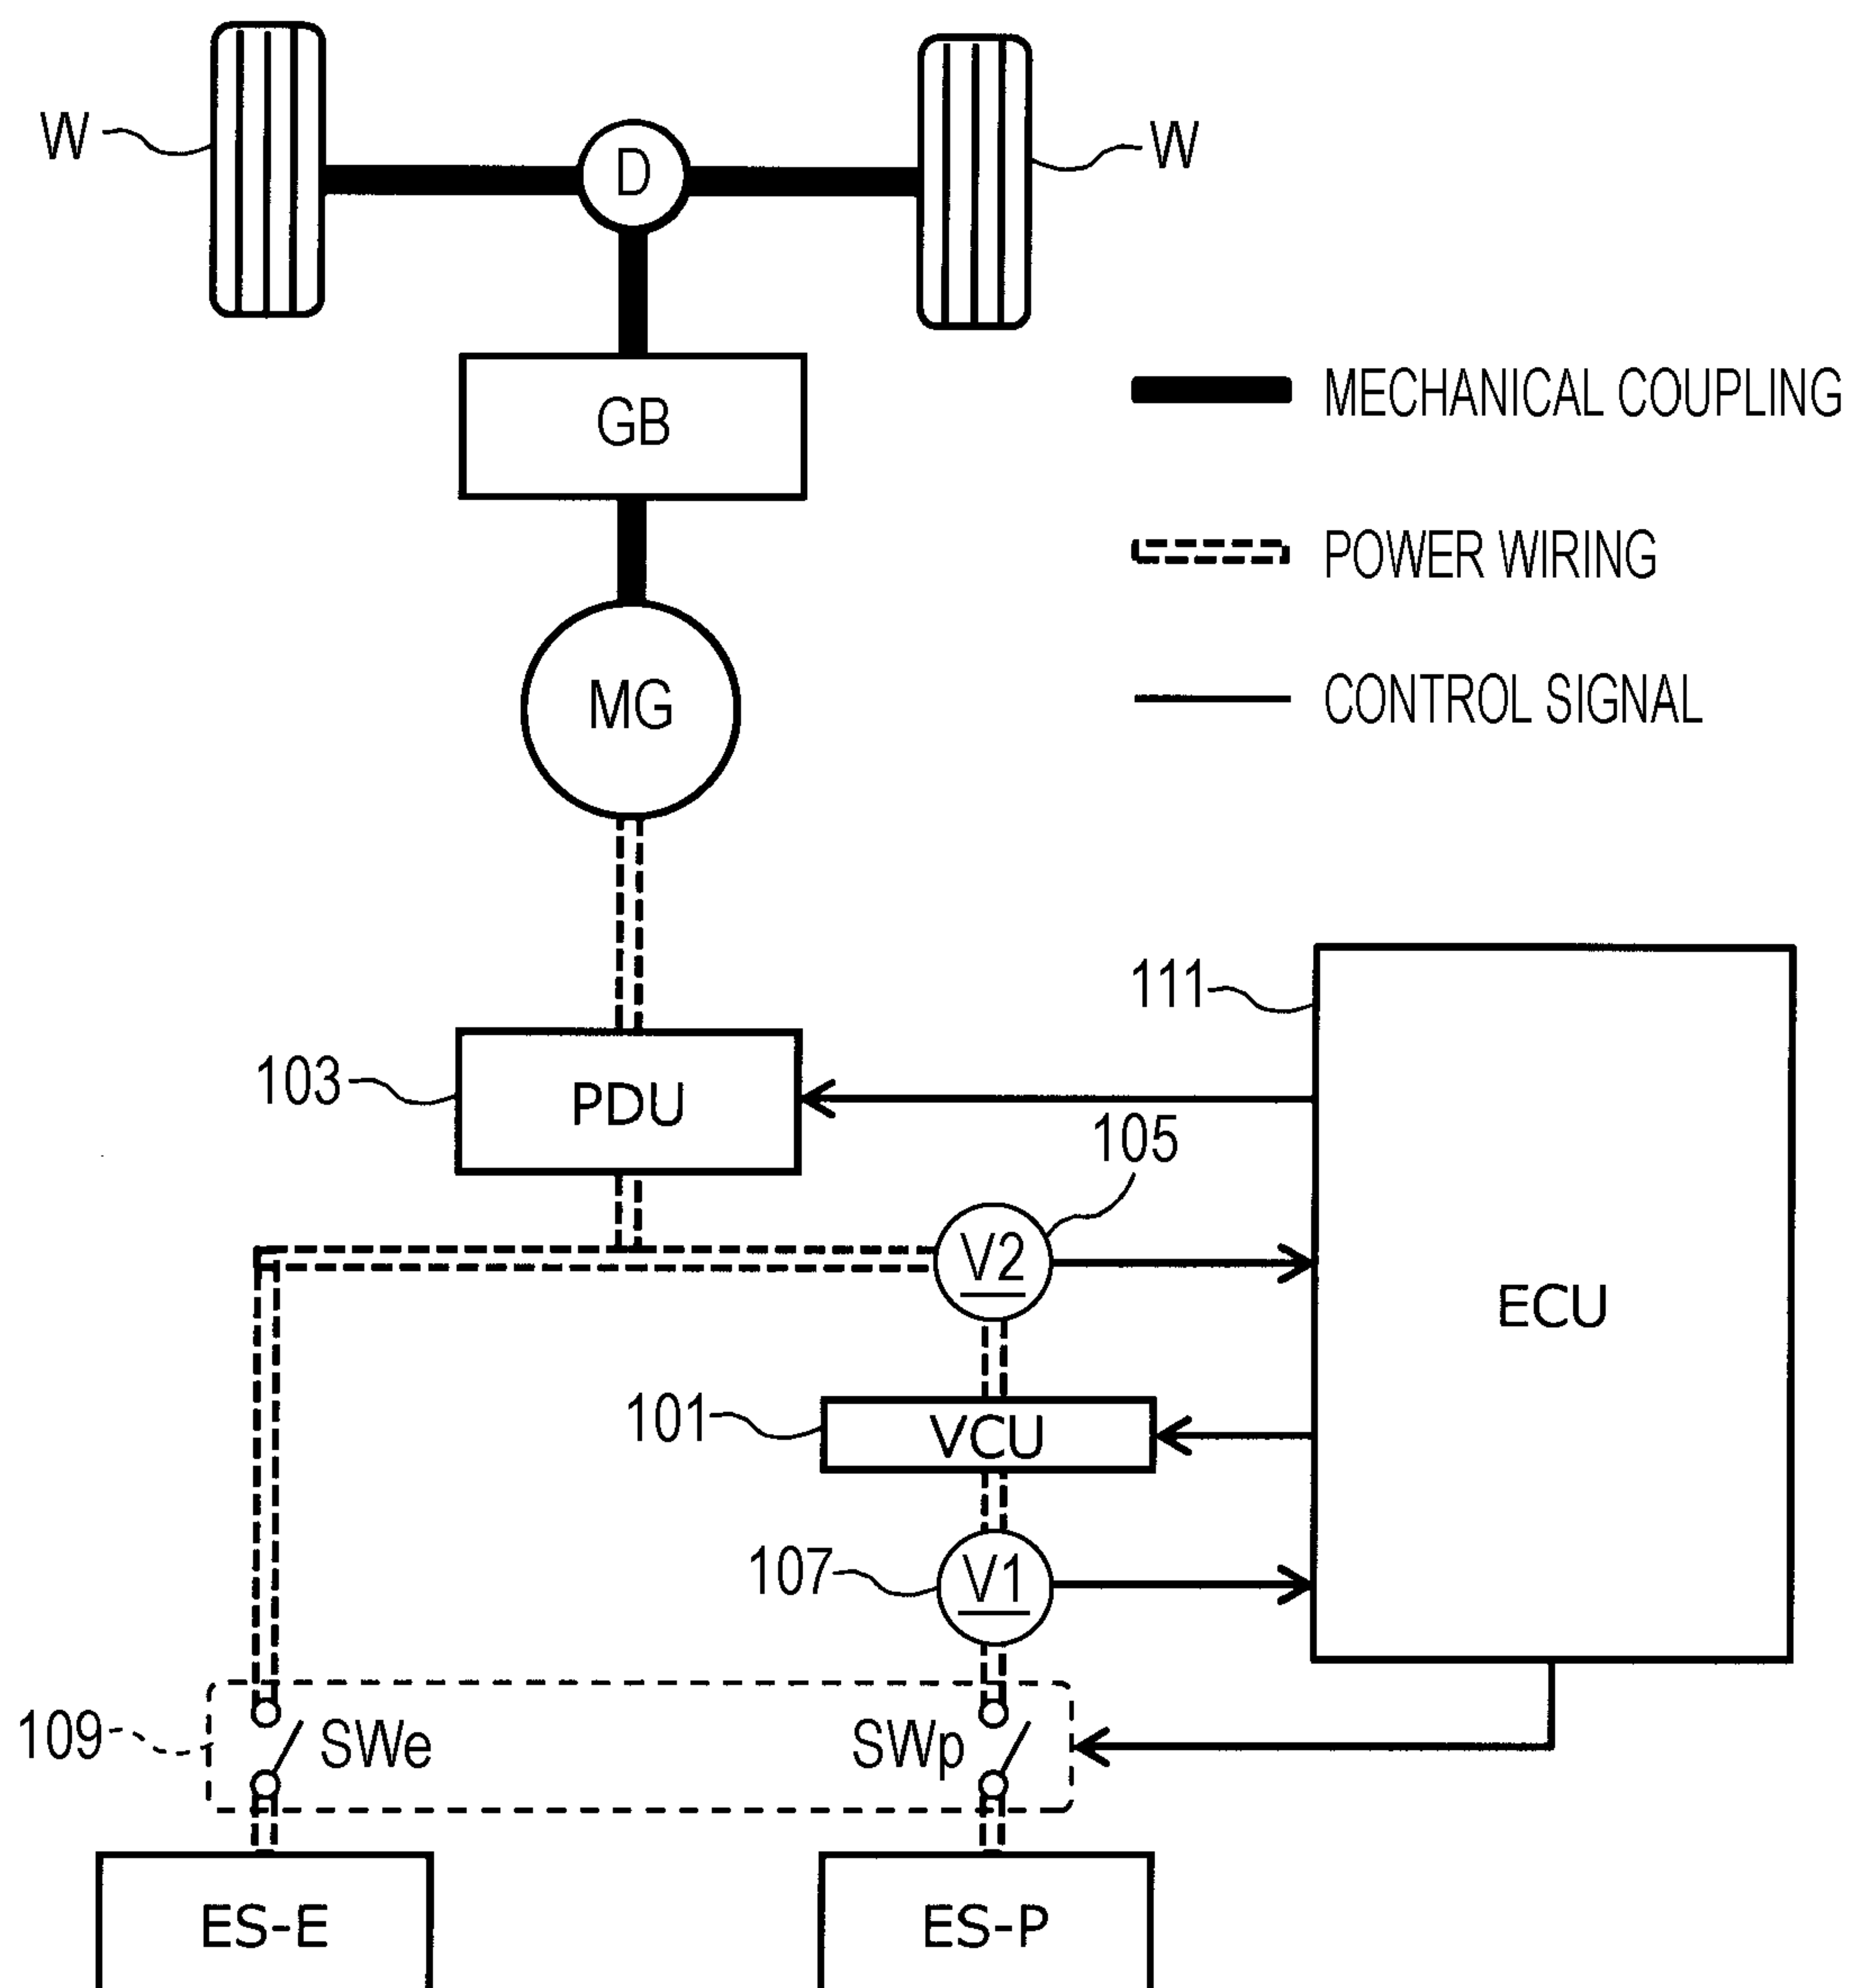 W
D
W
GB
MECHANICAL COUPLING
POWER WIRING
MG
CONTROL SIGNAL
111
103
PDU
105
V2
ECU
101
VCU
107
V1
109
SWe
SWp
ES-E
ES-P